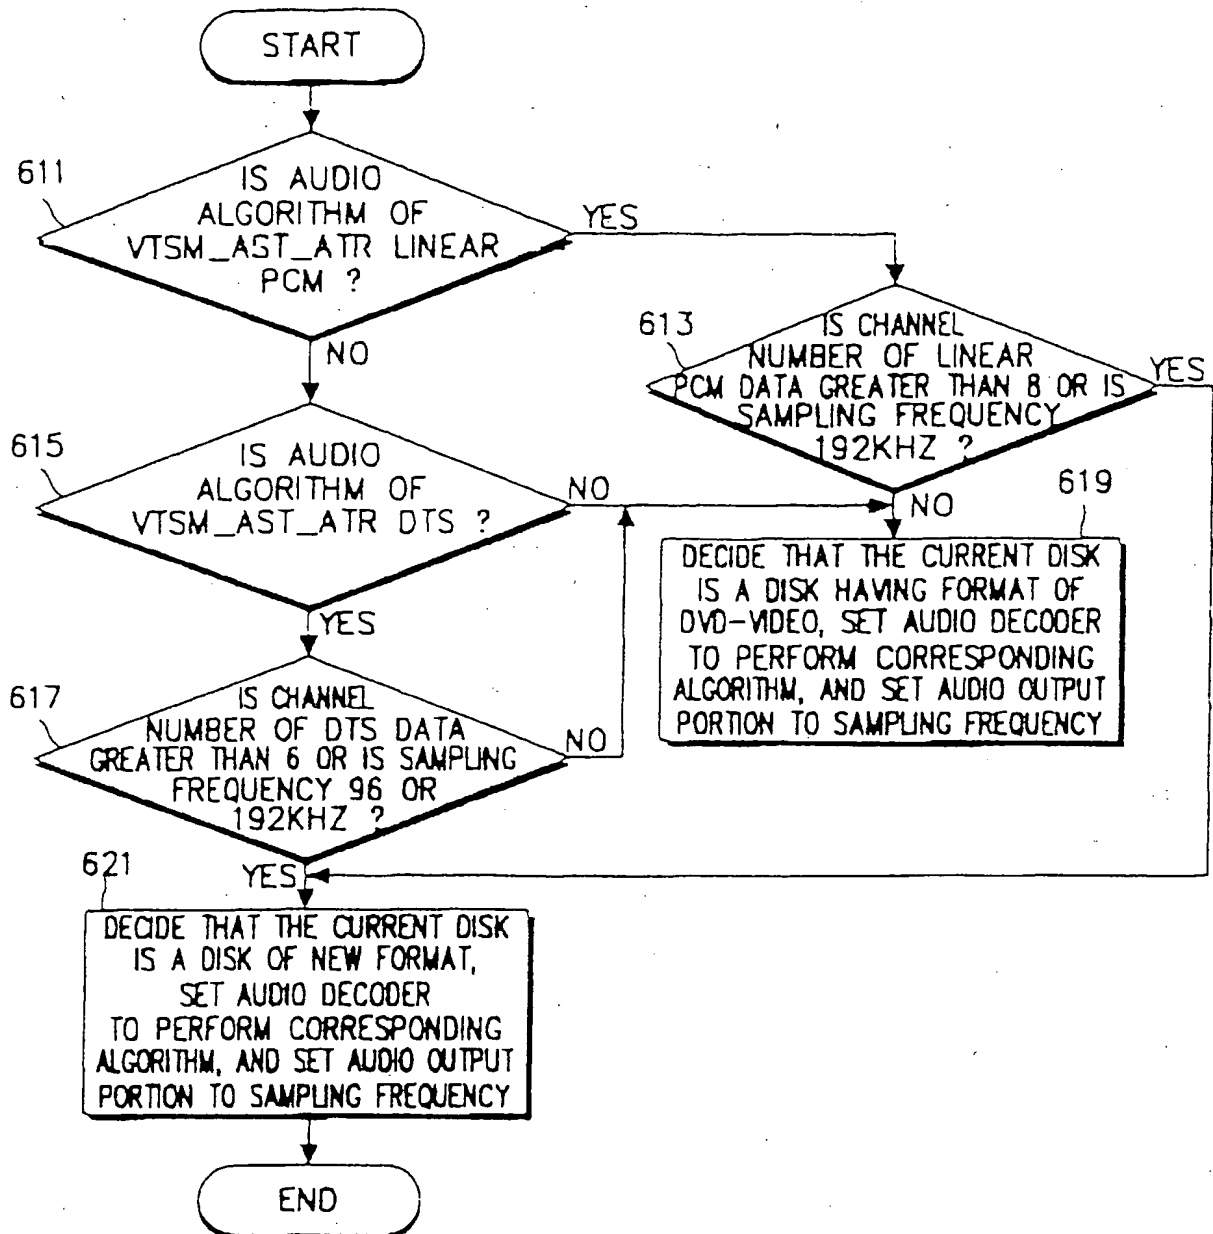 START
611
IS AUDIO
ALGORITHM OF
VTSM_AST_ATR LINEAR
PCM ?
YES
NO
613
IS CHANNEL
NUMBER OF LINEAR
PCM DATA GREATER THAN 8 OR IS
SAMPLING FREQUENCY
192KHZ ?
YES
NO
615
IS AUDIO
ALGORITHM OF
VTSM_AST_ATR DTS ?
NO
YES
619
DECIDE THAT THE CURRENT DISK
IS A DISK HAVING FORMAT OF
DVD-VIDEO, SET AUDIO DECODER
TO PERFORM CORRESPONDING
ALGORITHM, AND SET AUDIO OUTPUT
PORTION TO SAMPLING FREQUENCY
617
IS CHANNEL
NUMBER OF DTS DATA
GREATER THAN 6 OR IS SAMPLING
FREQUENCY 96 OR
192KHZ ?
NO
YES
621
DECIDE THAT THE CURRENT DISK
IS A DISK OF NEW FORMAT,
SET AUDIO DECODER
TO PERFORM CORRESPONDING
ALGORITHM, AND SET AUDIO OUTPUT
PORTION TO SAMPLING FREQUENCY
END